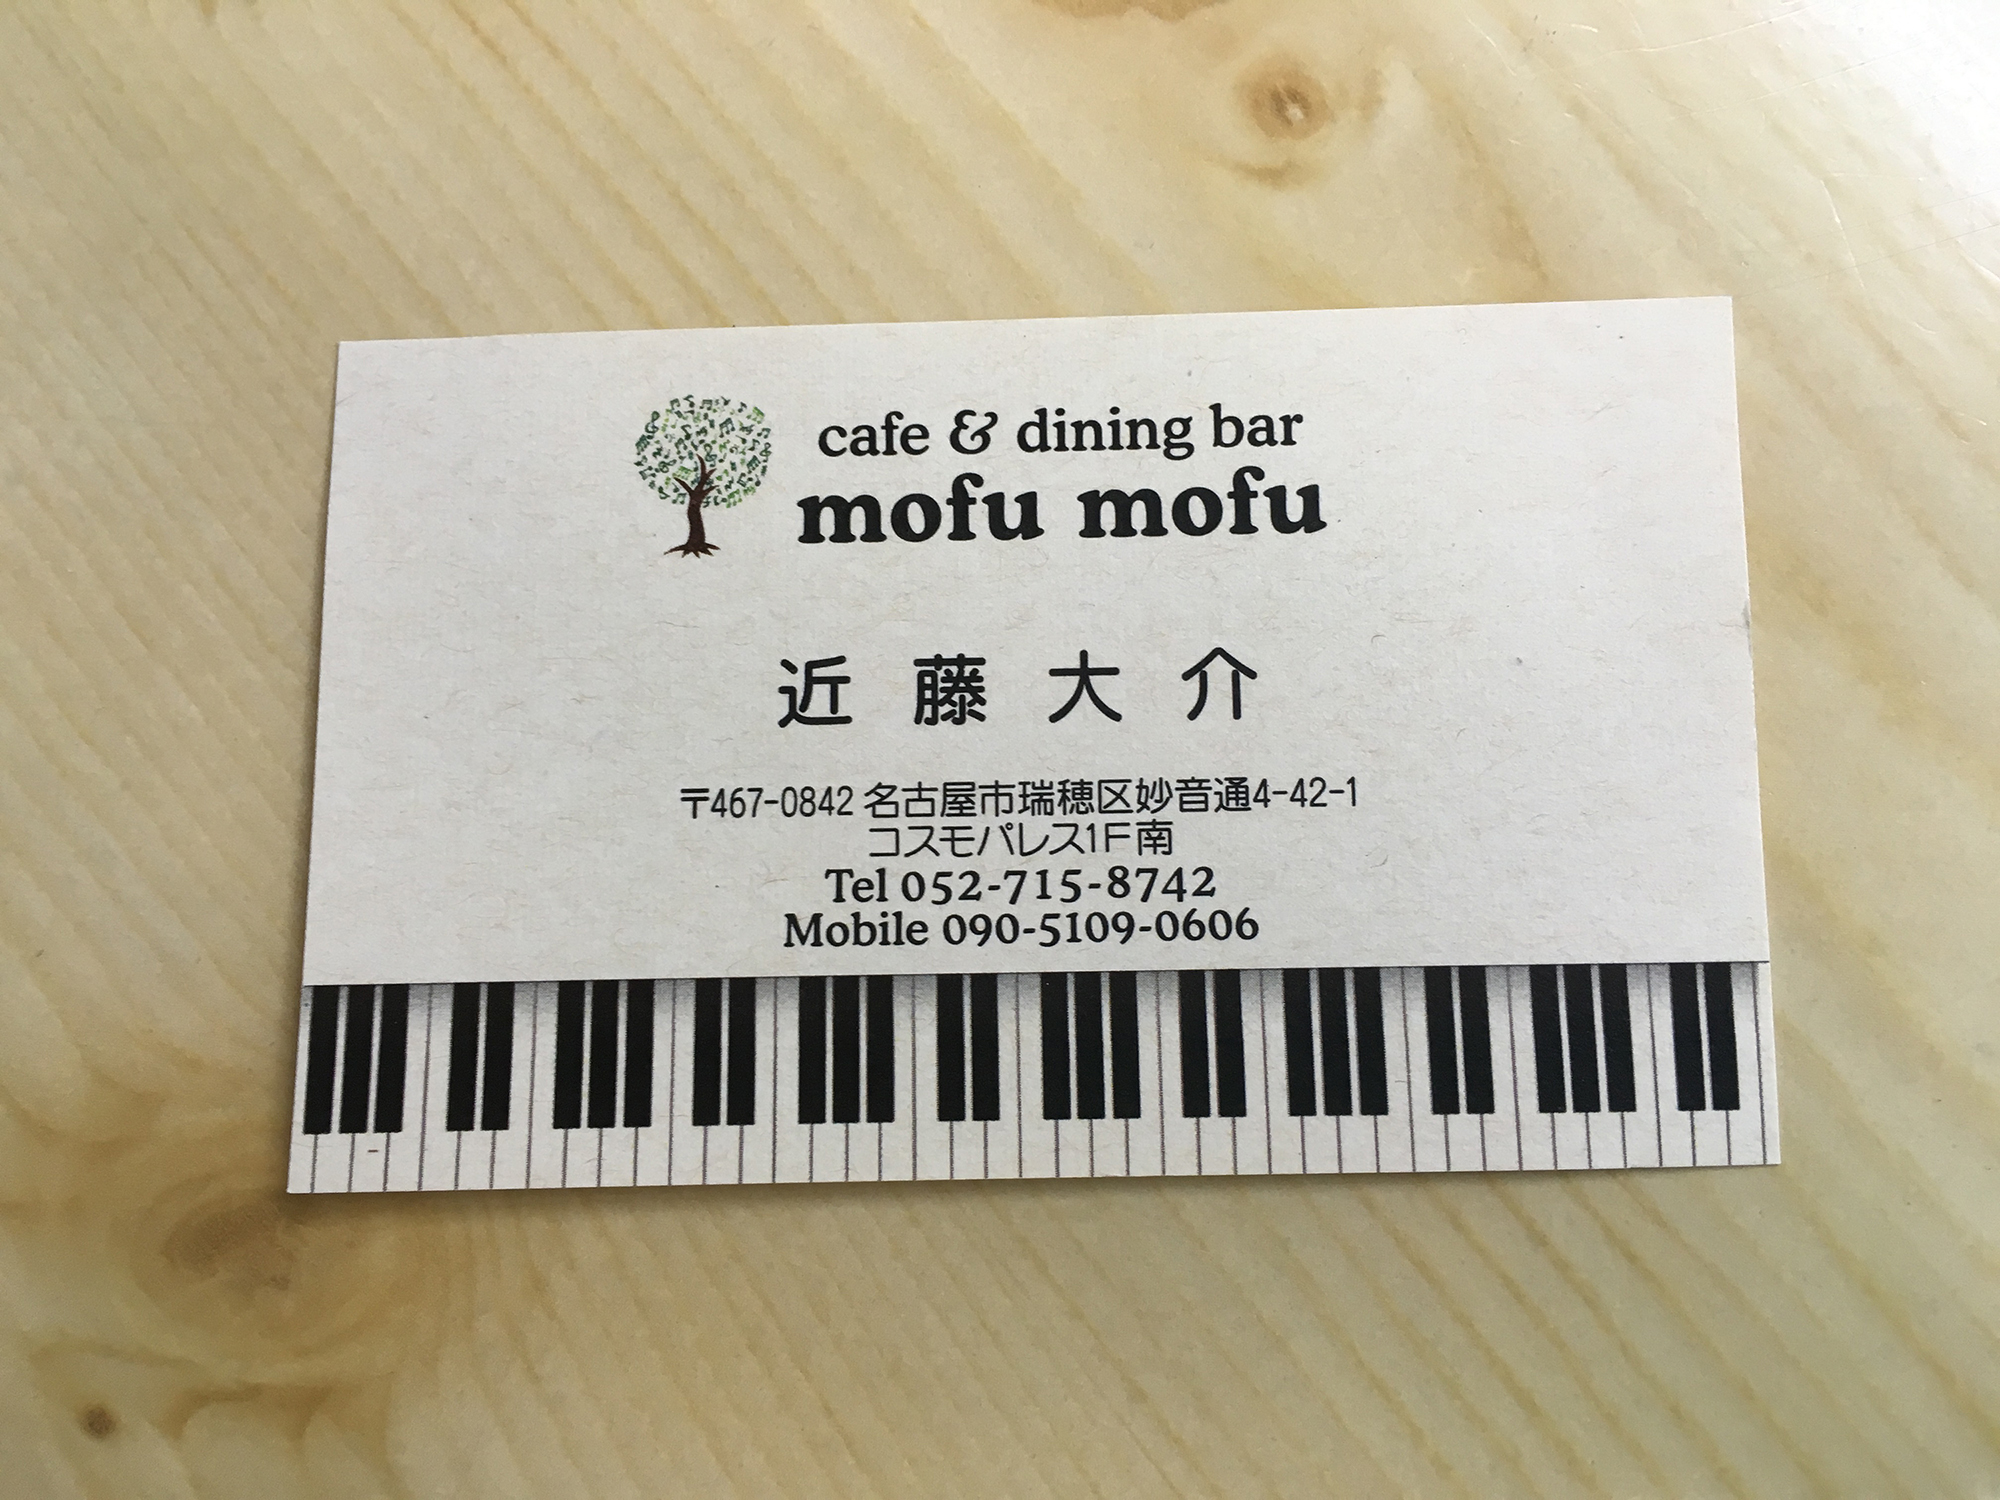 cafe & dining bar
mofu mofu
近藤大介
〒467-0842 名古屋市瑞穂区妙音通4-42-1
コスモパレス1F南
Tel 052-715-8742
Mobile 090-5109-0606